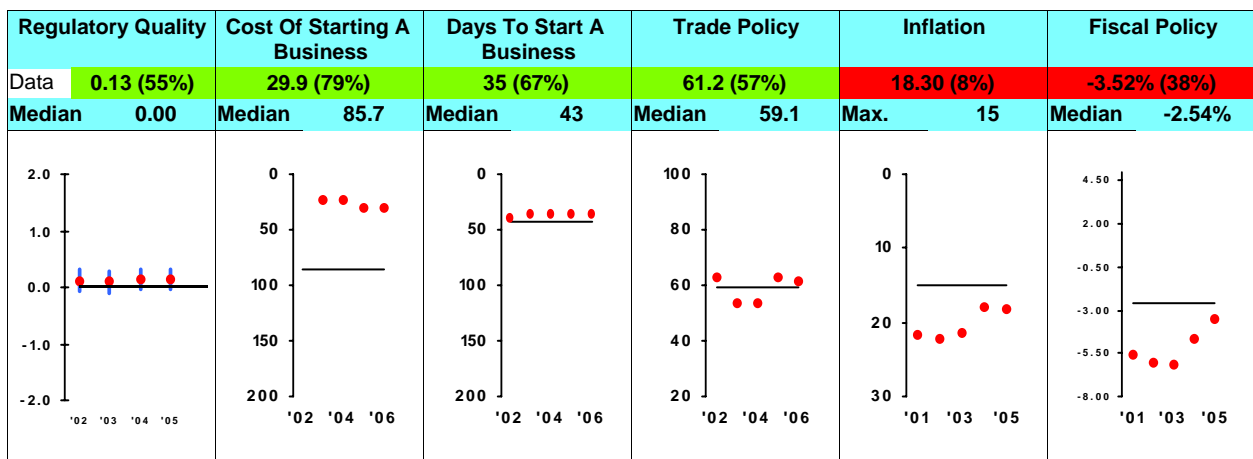 Regulatory Quality
Cost Of Starting A
Business
Days To Start A
Business
Trade Policy
Inflation
Fiscal Policy
Data 0.13 (55%)
29.9 (79%)
35 (67%)
61.2 (57%)
18.30 (8%)
-3.52% (38%)
Median 0.00
Median 85.7
Median 43
Median 59.1
Max. 15
Median -2.54%
2.0
1.0
0.0
-1.0
-2.0
'02 '03 '04 '05
0
50
100
150
200
'02 '04 '06
0
50
100
150
200
'02 '04 '06
100
80
60
40
20
'02 '04 '06
0
10
20
30
'01 '03 '05
4.50
2.00
-0.50
-3.00
-5.50
-8.00
'01 '03 '05